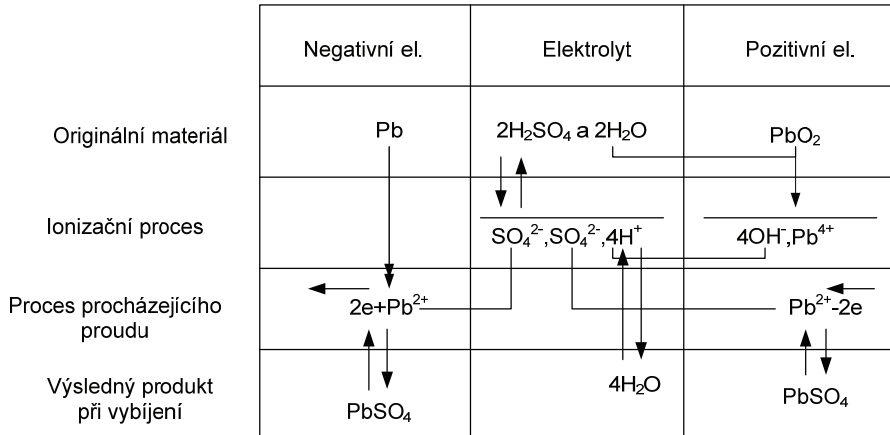 Negativní el. Elektrolyt Pozitivní el.
Originální materiál Pb 2H₂SO₄ a 2H₂O PbO₂
Ionizační proces SO₄²⁻,SO₄²⁻,4H⁺ 4OH⁻,Pb⁴⁺
Proces procházejícího
proudu 2e+Pb²⁺ Pb²⁺-2e
Výsledný produkt
při vybíjení PbSO₄ 4H₂O PbSO₄